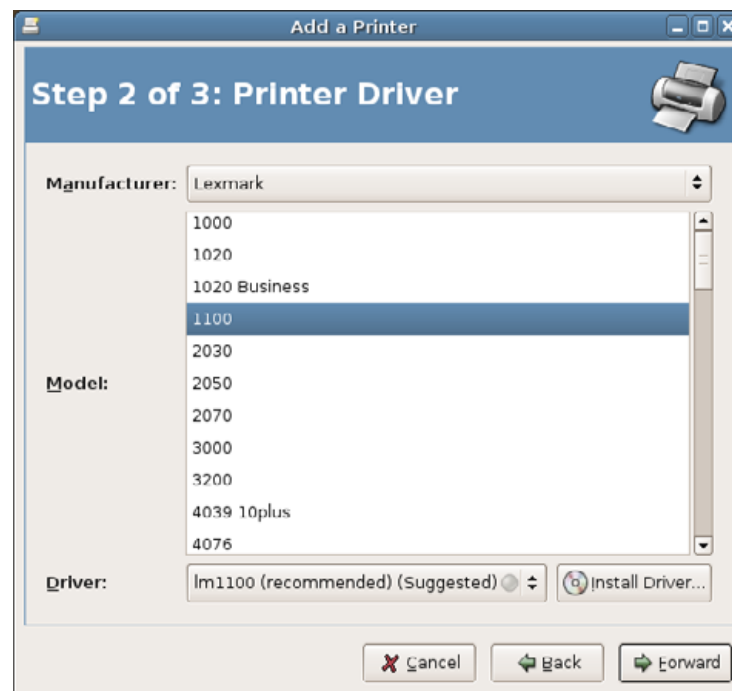 Add a Printer
Step 2 of 3: Printer Driver
Manufacturer: Lexmark
1000
1020
1020 Business
1100
2030
Model: 2050
2070
3000
3200
4039 10plus
4076
Driver: lm1100 (recommended) (Suggested) Install Driver...
Cancel Back Forward